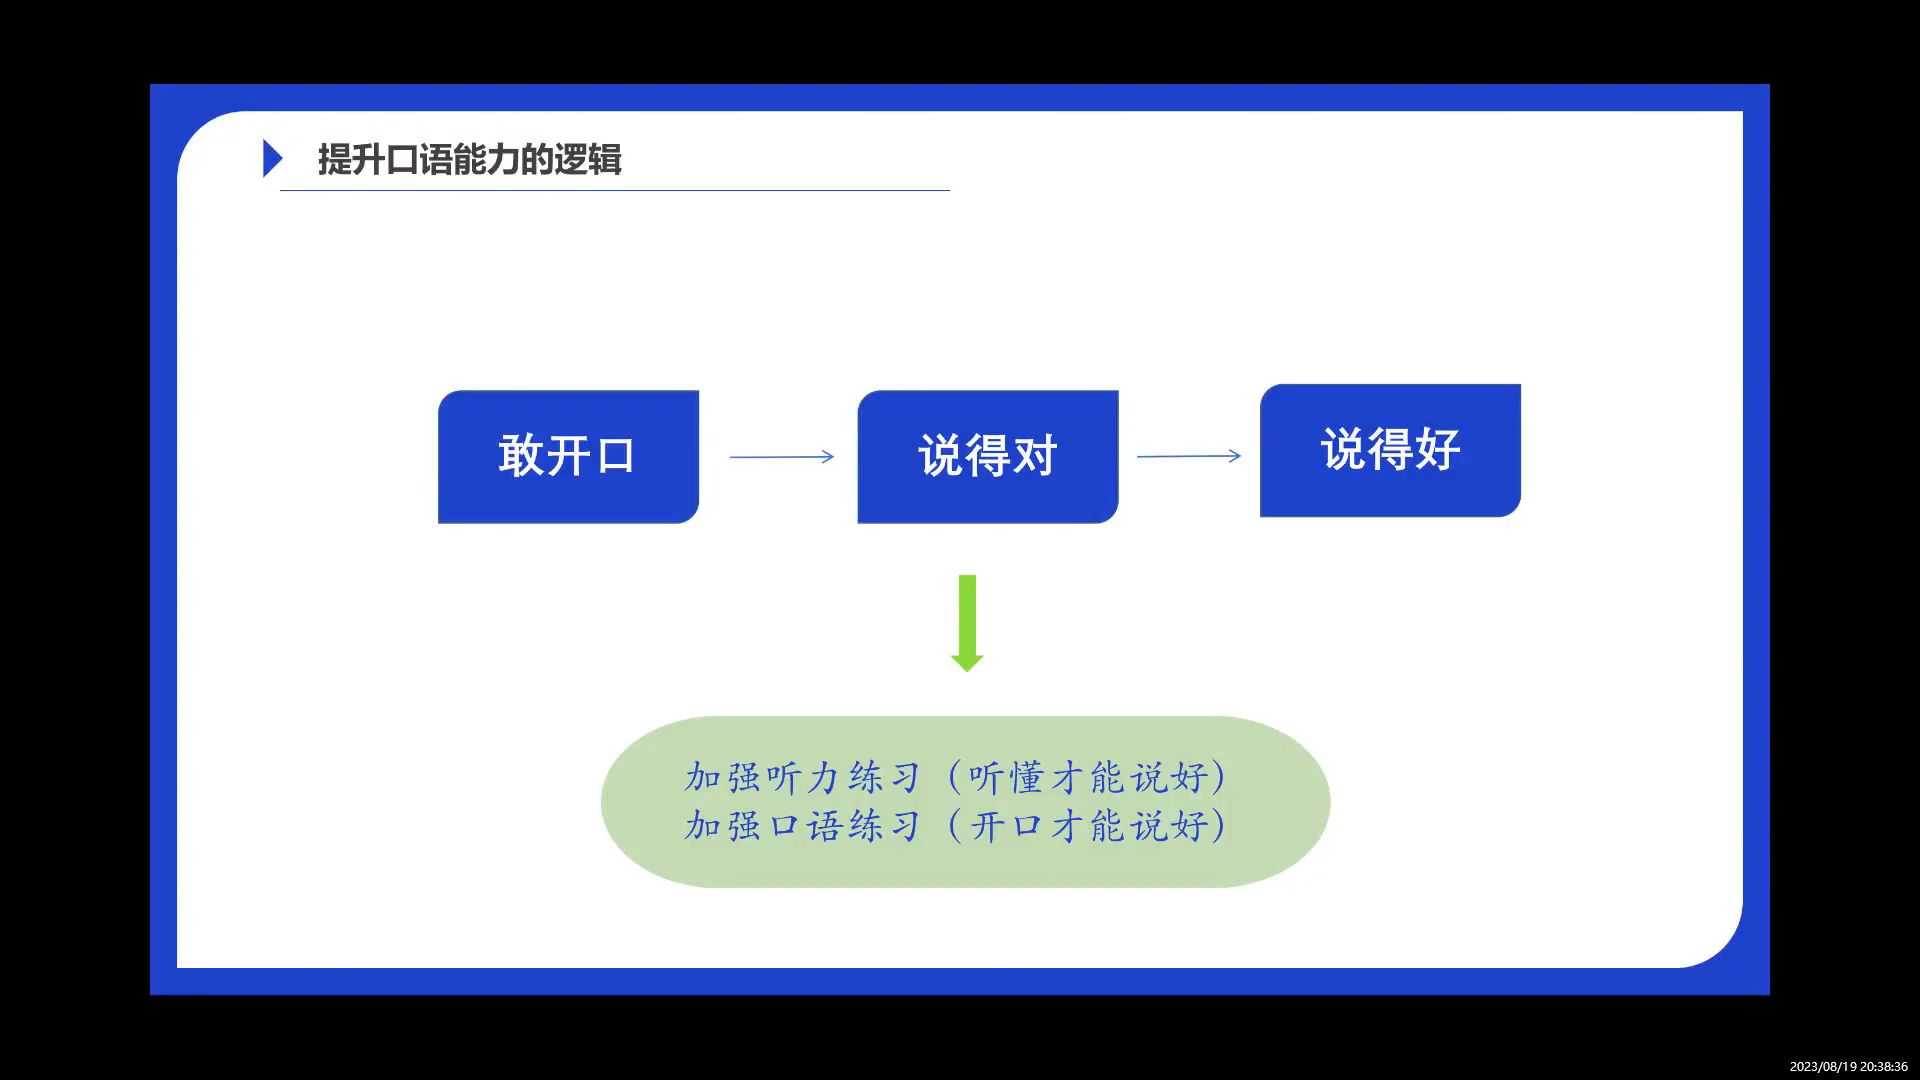 提升口语能力的逻辑
敢开口
说得对
说得好
加强听力练习（听懂才能说好）
加强口语练习（开口才能说好）
2023/08/19 20:38:36